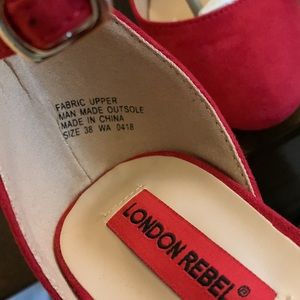 FABRIC UPPER
MAN MADE OUTSOLE
MADE IN CHINA
SIZE 38 WA 0418
LONDON REBEL®